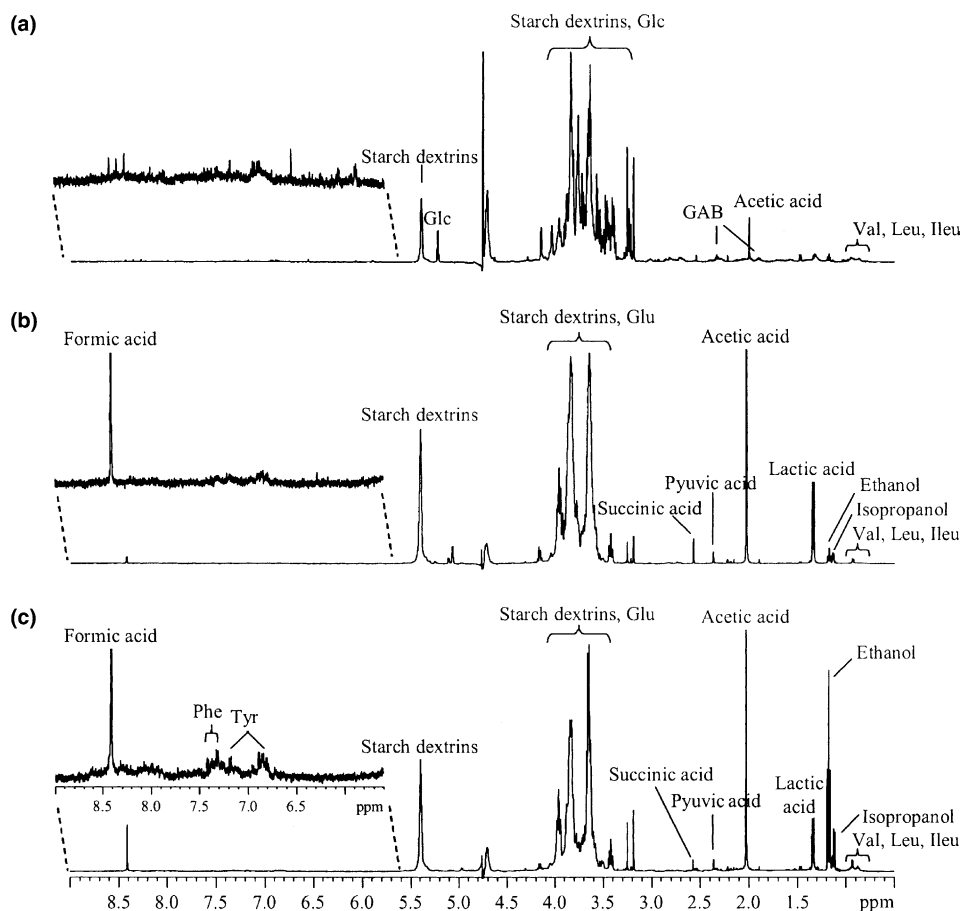 (a)
Starch dextrins, Glc
Starch dextrins
Glc
GAB
Acetic acid
Val, Leu, Ileu
(b)
Formic acid
Starch dextrins, Glu
Acetic acid
Starch dextrins
Lactic acid
Pyuvic acid
Ethanol
Succinic acid
Isopropanol
Val, Leu, Ileu
(c)
Formic acid
Starch dextrins, Glu
Acetic acid
Ethanol
Phe
Tyr
Starch dextrins
Succinic acid
Lactic
acid
Pyuvic acid
Isopropanol
Val, Leu, Ileu
8.5 8.0 7.5 7.0 6.5 ppm
8.5 8.0 7.5 7.0 6.5 6.0 5.5 5.0 4.5 4.0 3.5 3.0 2.5 2.0 1.5 ppm